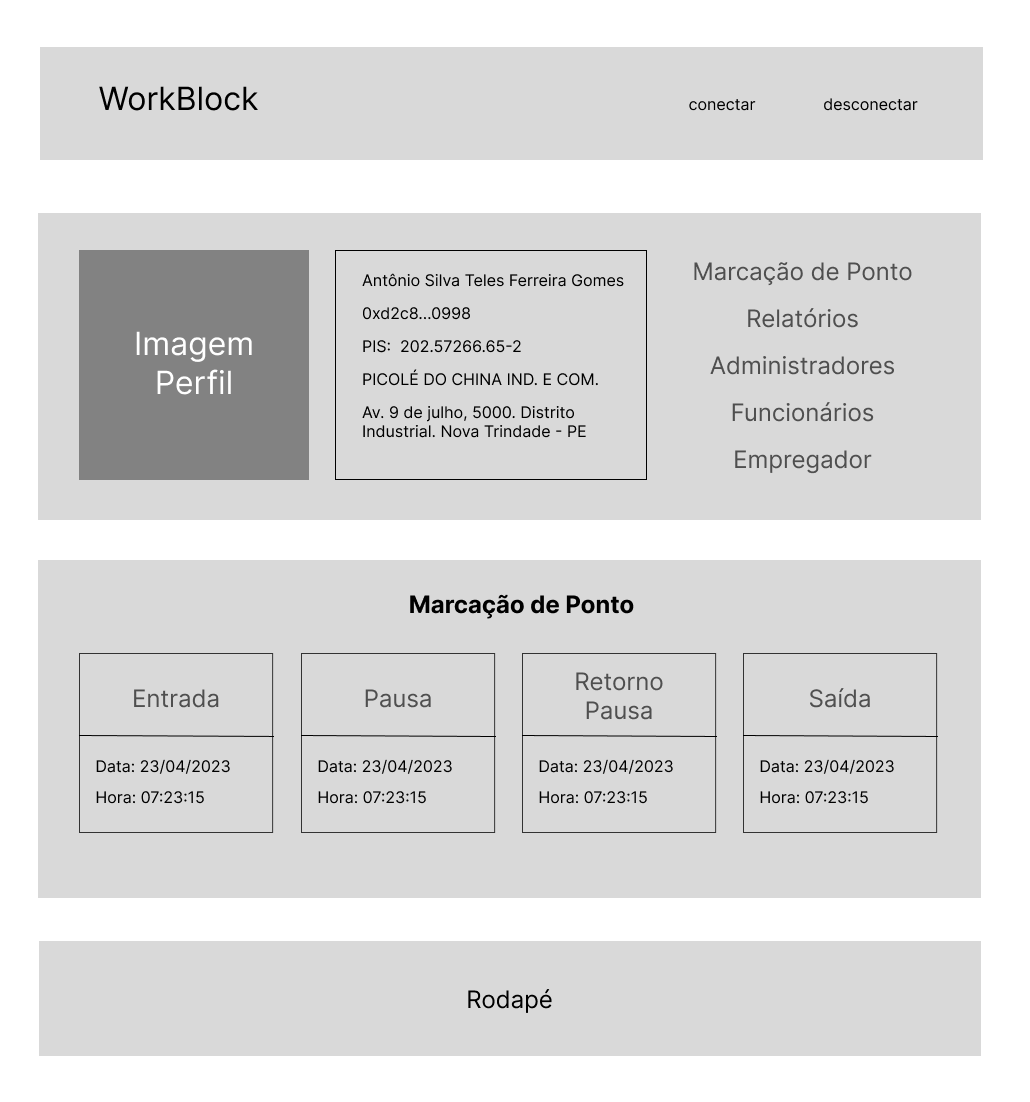 WorkBlock
conectar
desconectar
Imagem
Perfil
Antônio Silva Teles Ferreira Gomes
0xd2c8...0998
PIS:  202.57266.65-2
PICOLÉ DO CHINA IND. E COM.
Av. 9 de julho, 5000. Distrito
Industrial. Nova Trindade - PE
Marcação de Ponto
Relatórios
Administradores
Funcionários
Empregador
Marcação de Ponto
Entrada
Data: 23/04/2023
Hora: 07:23:15
Pausa
Data: 23/04/2023
Hora: 07:23:15
Retorno
Pausa
Data: 23/04/2023
Hora: 07:23:15
Saída
Data: 23/04/2023
Hora: 07:23:15
Rodapé